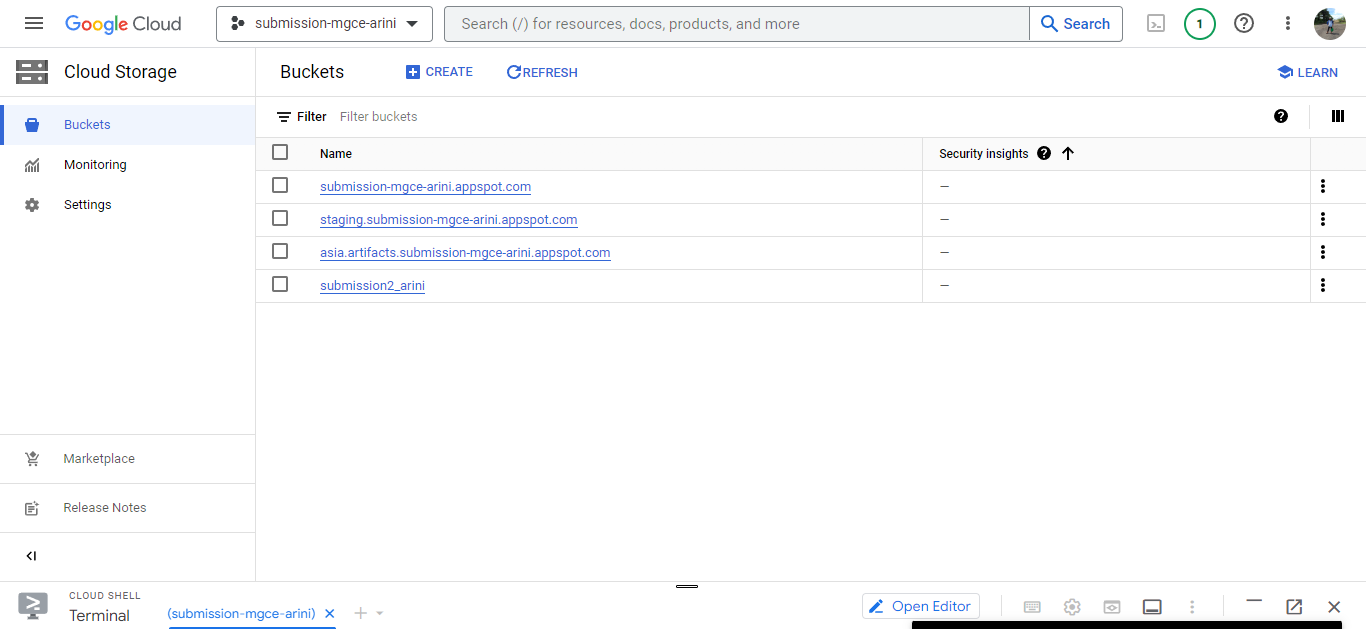 Google Cloud
submission-mgce-arini
Search (/) for resources, docs, products, and more
Search
1
Cloud Storage
Buckets
CREATE
REFRESH
LEARN
Buckets
Monitoring
Settings
Marketplace
Release Notes
Filter
Filter buckets
Name
Security insights
submission-mgce-arini.appspot.com
—
staging.submission-mgce-arini.appspot.com
—
asia.artifacts.submission-mgce-arini.appspot.com
—
submission2_arini
—
CLOUD SHELL
Terminal
(submission-mgce-arini)
Open Editor